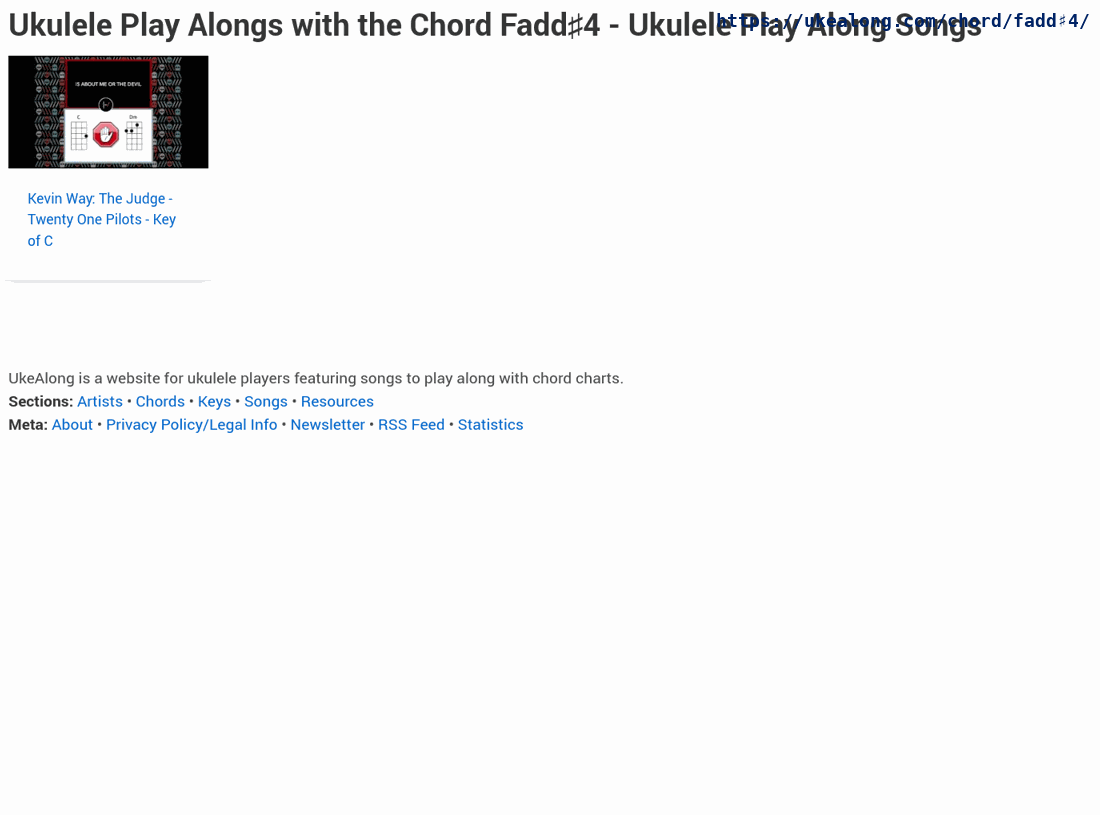 Ukulele Play Alongs with the Chord Fadd♯4 - Ukulele Play Along Songs
https://ukealong.com/chord/fadd♯4/
IS ABOUT ME OR THE DEVIL
C
Dm
Kevin Way: The Judge -
Twenty One Pilots - Key
of C
UkeAlong is a website for ukulele players featuring songs to play along with chord charts.
Sections: Artists • Chords • Keys • Songs • Resources
Meta: About • Privacy Policy/Legal Info • Newsletter • RSS Feed • Statistics